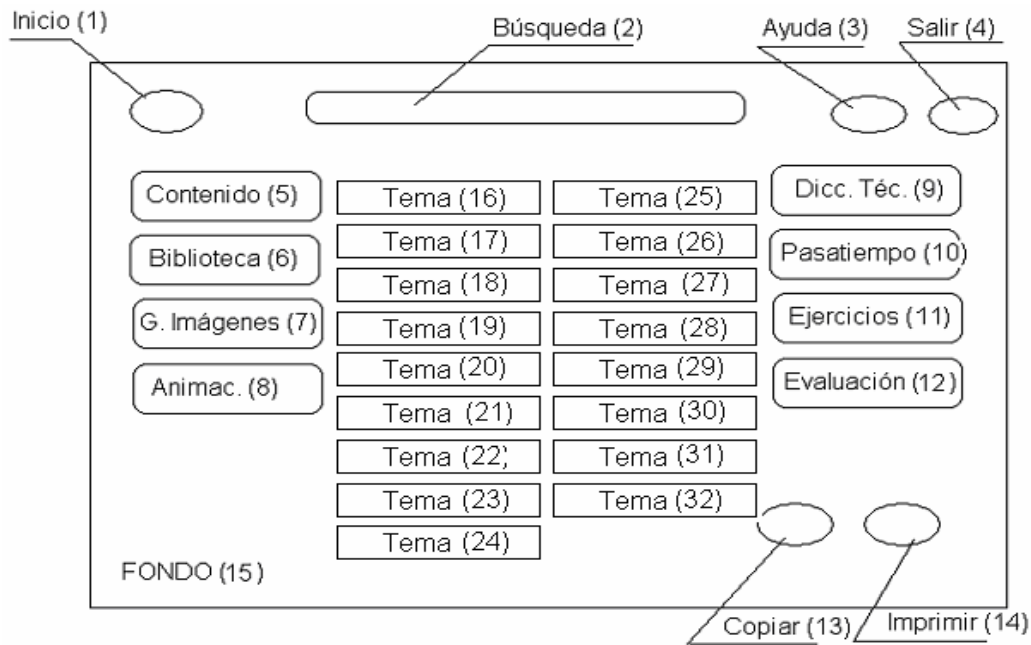 Inicio (1)
Búsqueda (2)
Ayuda (3)
Salir (4)
Contenido (5)
Biblioteca (6)
G. Imágenes (7)
Animac. (8)
Tema (16)
Tema (17)
Tema (18)
Tema (19)
Tema (20)
Tema (21)
Tema (22)
Tema (23)
Tema (24)
Tema (25)
Tema (26)
Tema (27)
Tema (28)
Tema (29)
Tema (30)
Tema (31)
Tema (32)
Dicc. Téc. (9)
Pasatiempo (10)
Ejercicios (11)
Evaluación (12)
FONDO (15)
Copiar (13)
Imprimir (14)